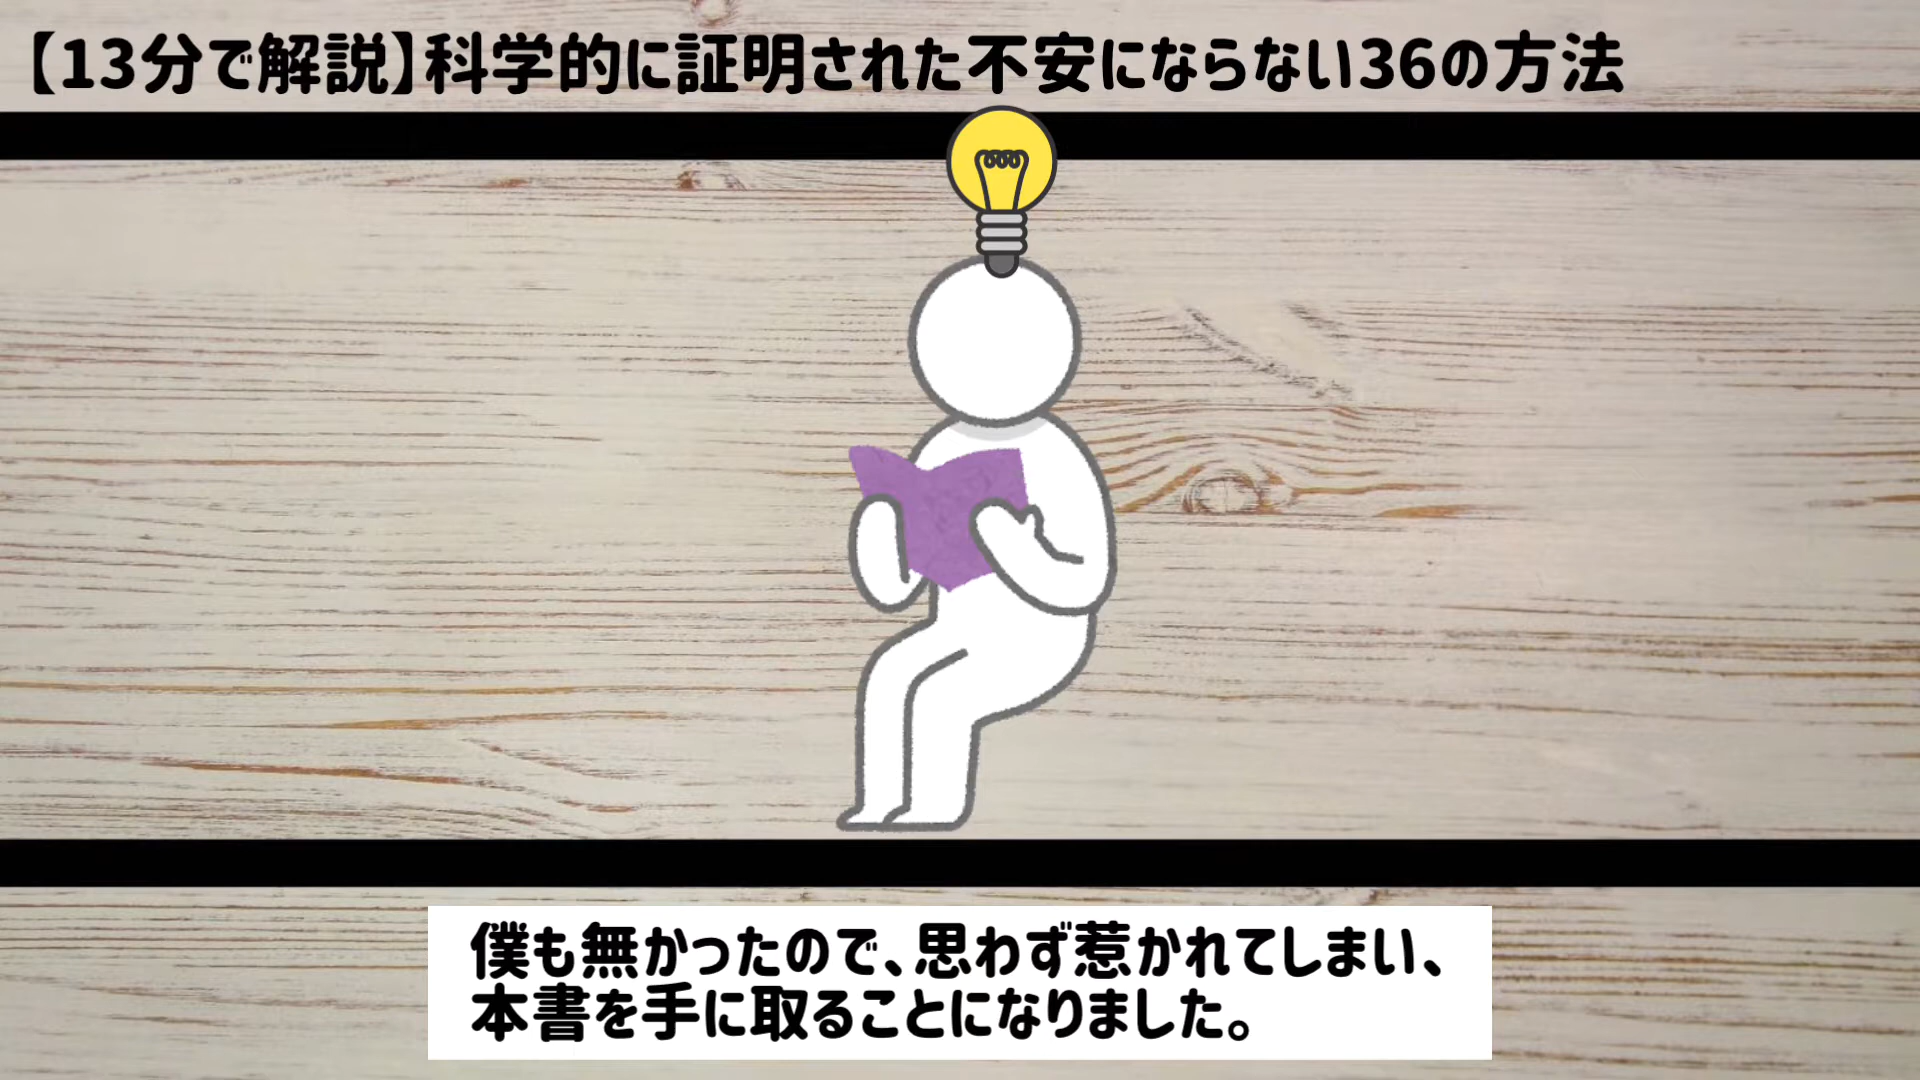 【13分で解説】科学的に証明された不安にならない36の方法
僕も無かったので、思わず惹かれてしまい、
本書を手に取ることになりました。